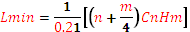 Lmin = 1/0.21 [(n + m/4) CnHm]